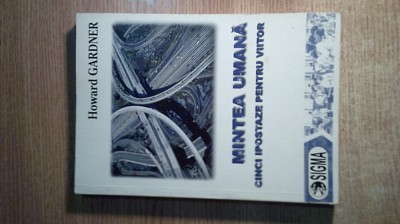 Howard GARDNER
MINTEA UMANĂ
CINCI IPOSTAZE PENTRU VIITOR
SIGMA